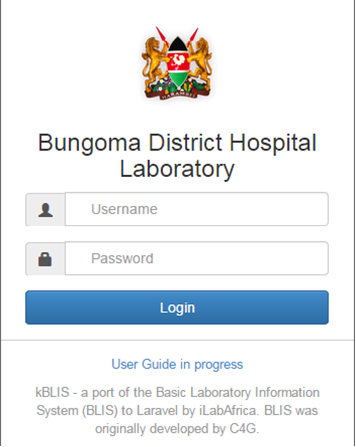 HARAMBEE
Bungoma District Hospital
Laboratory
Username
Password
Login
User Guide in progress
kBLIS - a port of the Basic Laboratory Information
System (BLIS) to Laravel by iLabAfrica. BLIS was
originally developed by C4G.